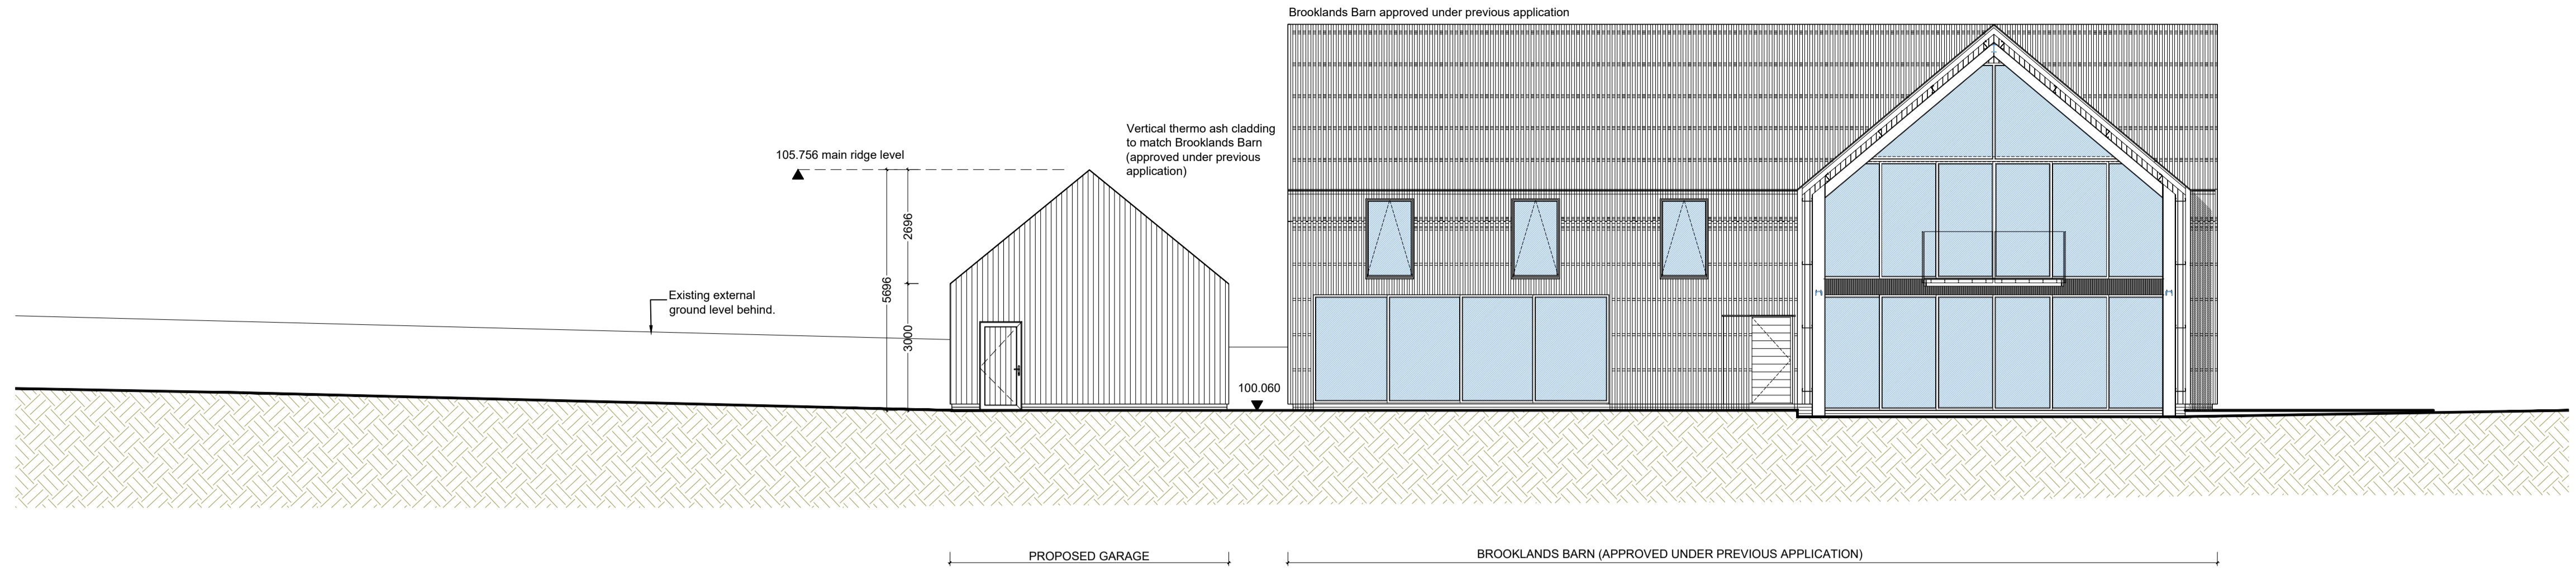 Brooklands Barn approved under previous application
Vertical thermo ash cladding
to match Brooklands Barn
(approved under previous
application)
105.756 main ridge level
2696
5696
3000
Existing external
ground level behind.
100.060
PROPOSED GARAGE
BROOKLANDS BARN (APPROVED UNDER PREVIOUS APPLICATION)